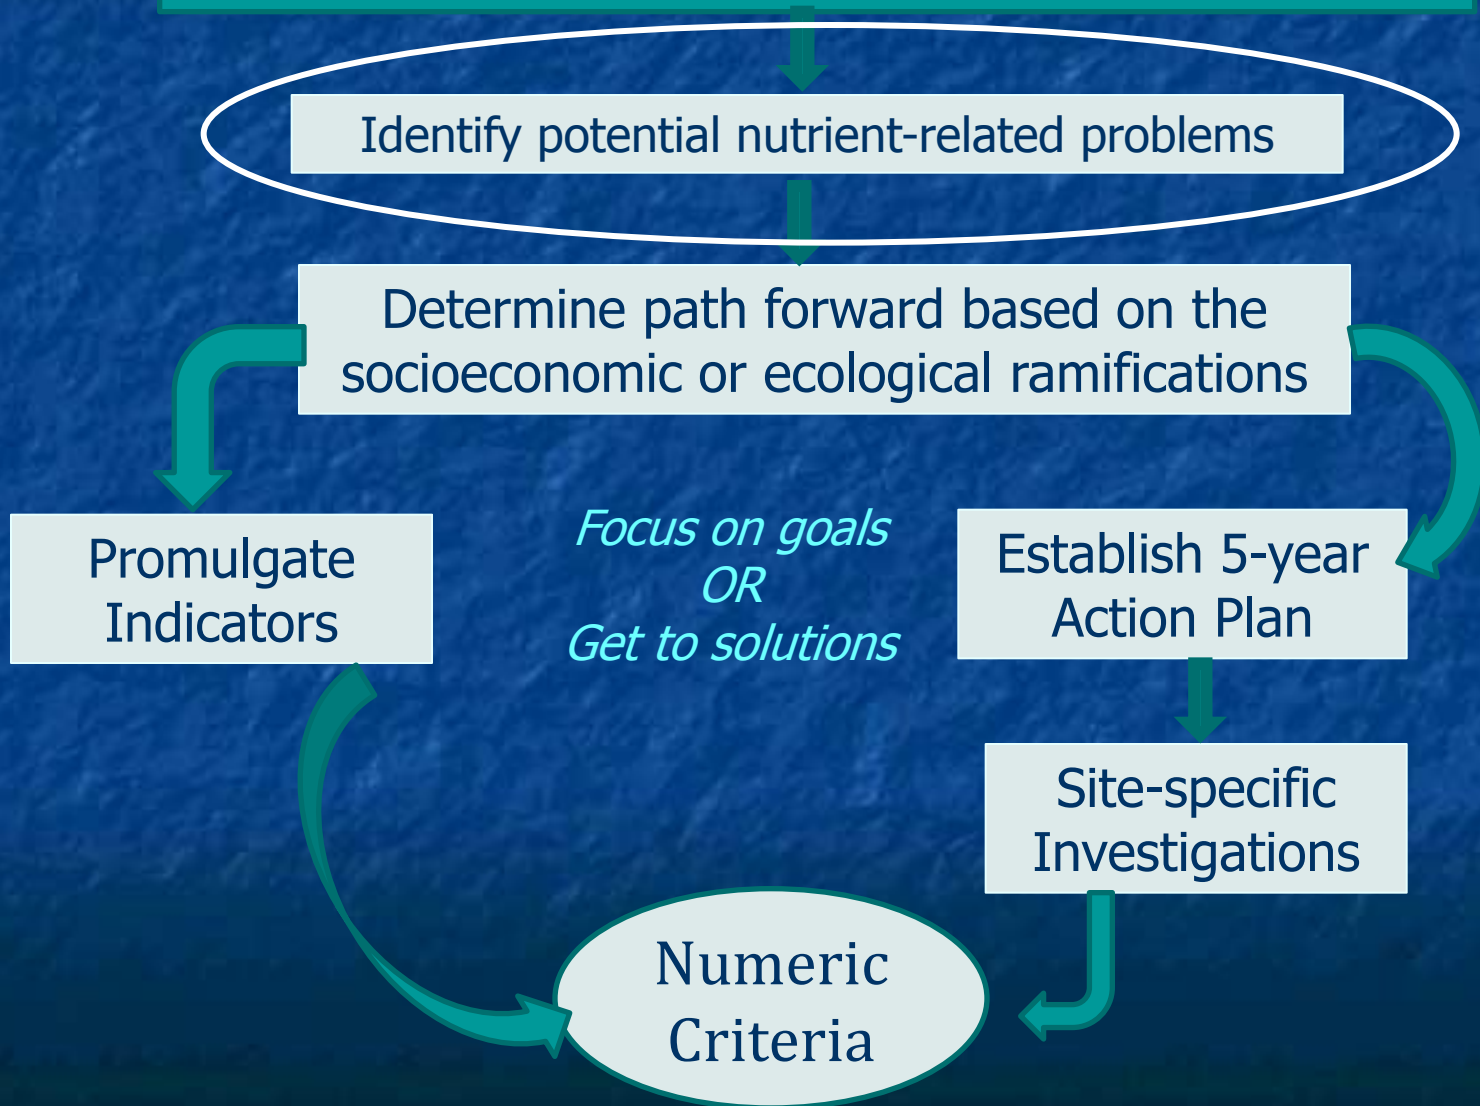 Identify potential nutrient-related problems
Determine path forward based on the
socioeconomic or ecological ramifications
Promulgate
Indicators
Focus on goals
OR
Get to solutions
Establish 5-year
Action Plan
Site-specific
Investigations
Numeric
Criteria